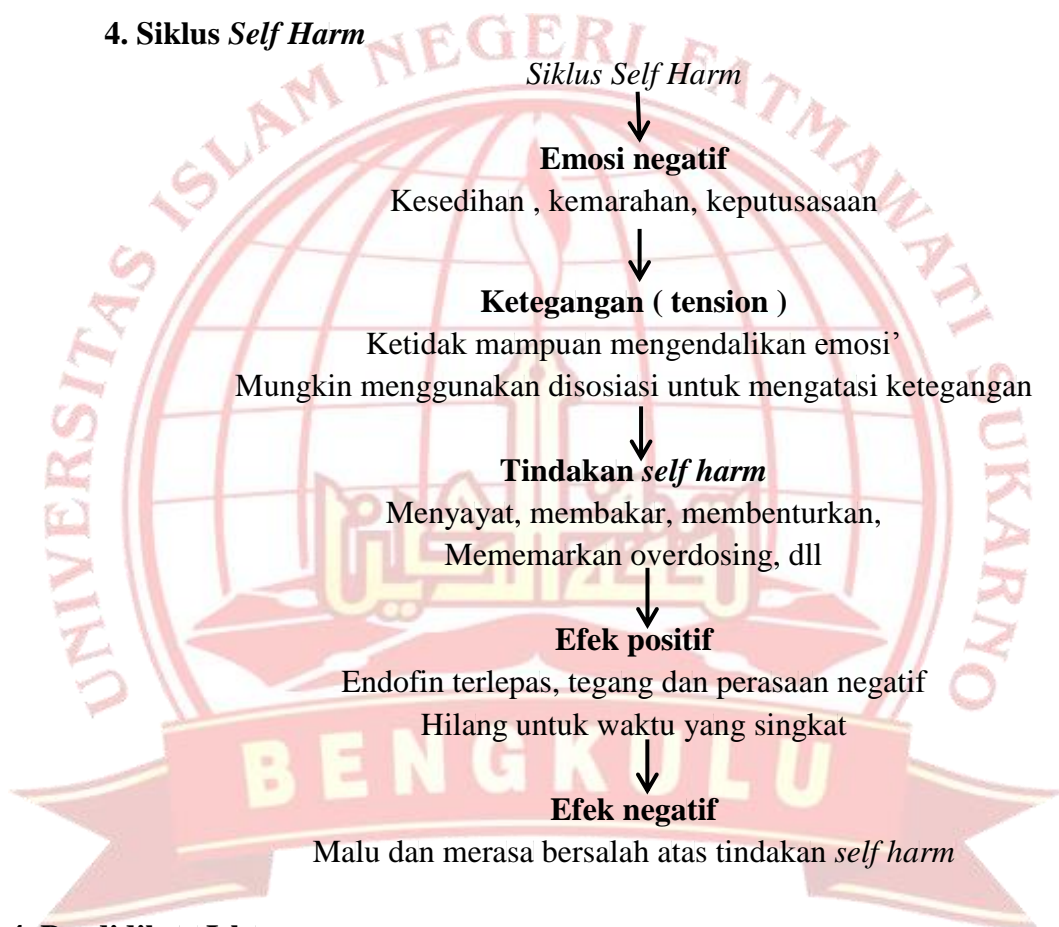 4. Siklus Self Harm
Siklus Self Harm
Emosi negatif
Kesedihan , kemarahan, keputusasaan
Ketegangan ( tension )
Ketidak mampuan mengendalikan emosi’
Mungkin menggunakan disosiasi untuk mengatasi ketegangan
Tindakan self harm
Menyayat, membakar, membenturkan,
Mememarkan overdosing, dll
Efek positif
Endofin terlepas, tegang dan perasaan negatif
Hilang untuk waktu yang singkat
Efek negatif
Malu dan merasa bersalah atas tindakan self harm
UNIVERSITAS ISLAM NEGERI FATMAWATI SUKARNO
BENGKULU